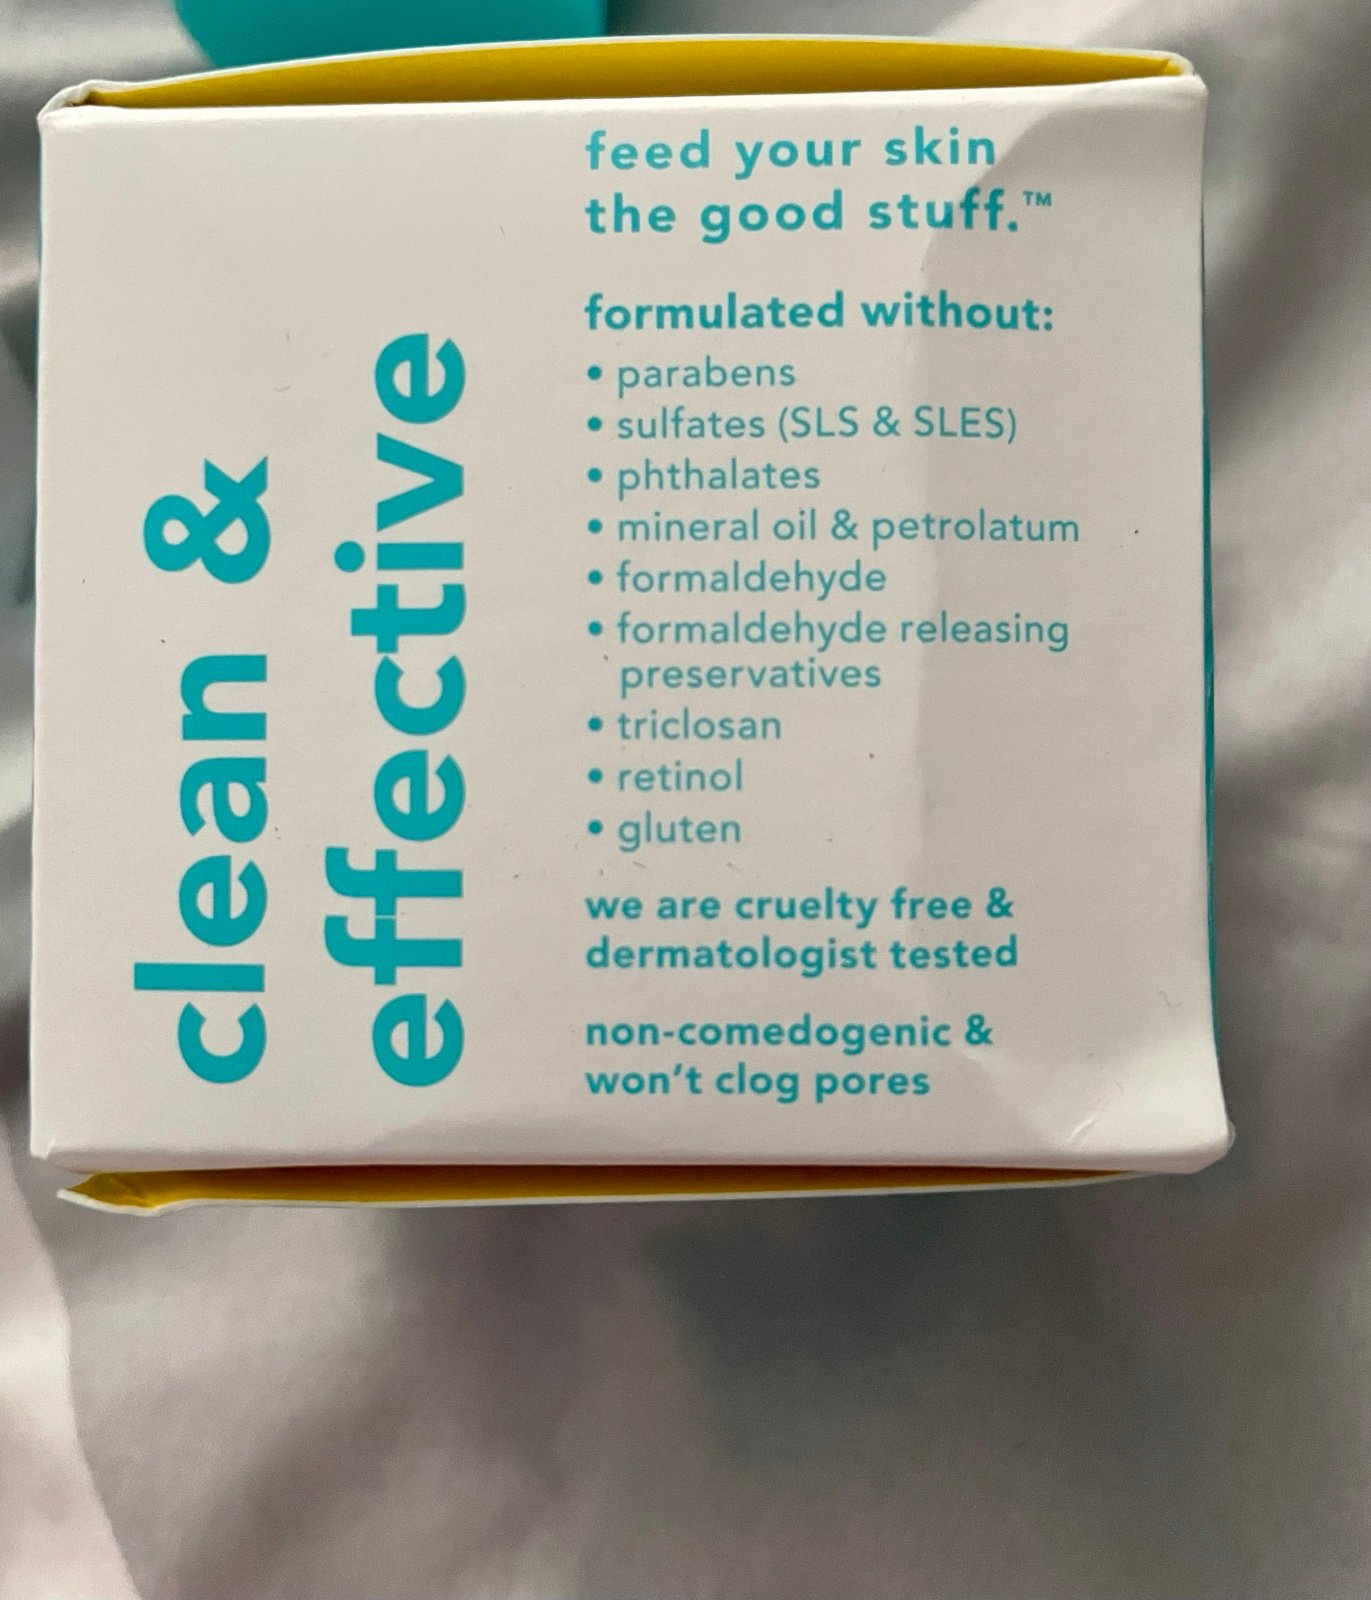 clean &
effective
feed your skin
the good stuff.™
formulated without:
• parabens
• sulfates (SLS & SLES)
• phthalates
• mineral oil & petrolatum
• formaldehyde
• formaldehyde releasing
preservatives
• triclosan
• retinol
• gluten
we are cruelty free &
dermatologist tested
non-comedogenic &
won't clog pores